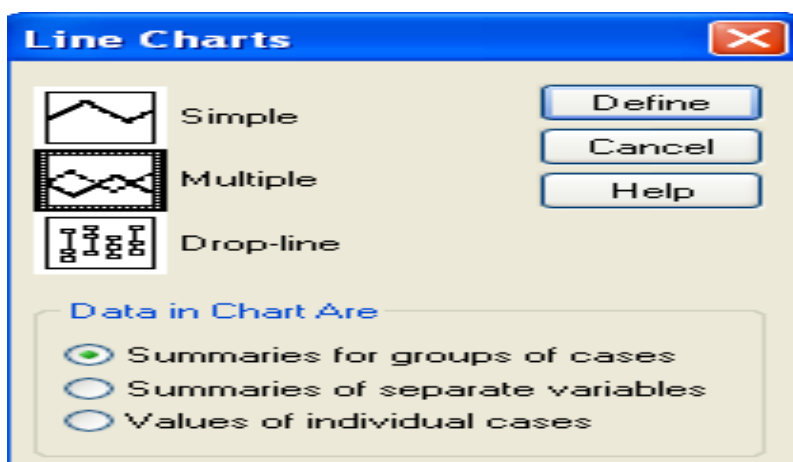 Line Charts
Simple
Define
Cancel
Multiple
Help
Drop-line
Data in Chart Are
Summaries for groups of cases
Summaries of separate variables
Values of individual cases